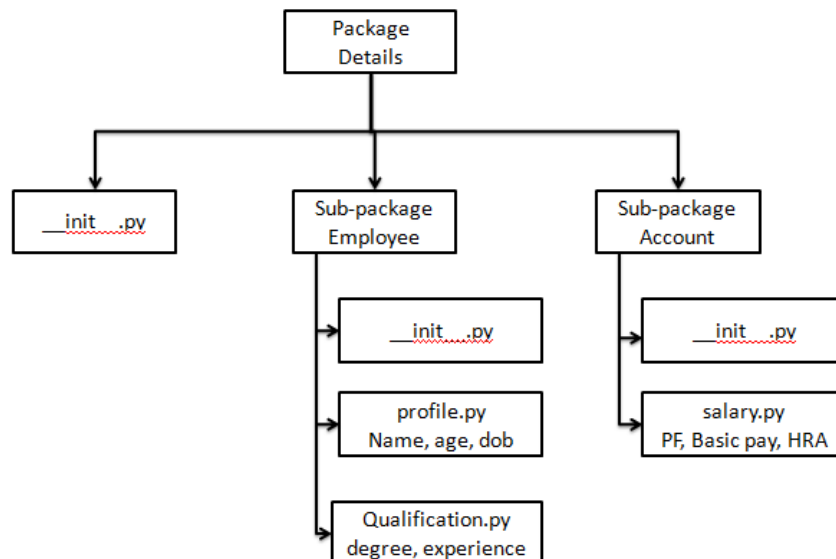 Package
Details
__init__.py
Sub-package
Employee
Sub-package
Account
__init__.py
__init__.py
profile.py
Name, age, dob
salary.py
PF, Basic pay, HRA
Qualification.py
degree, experience